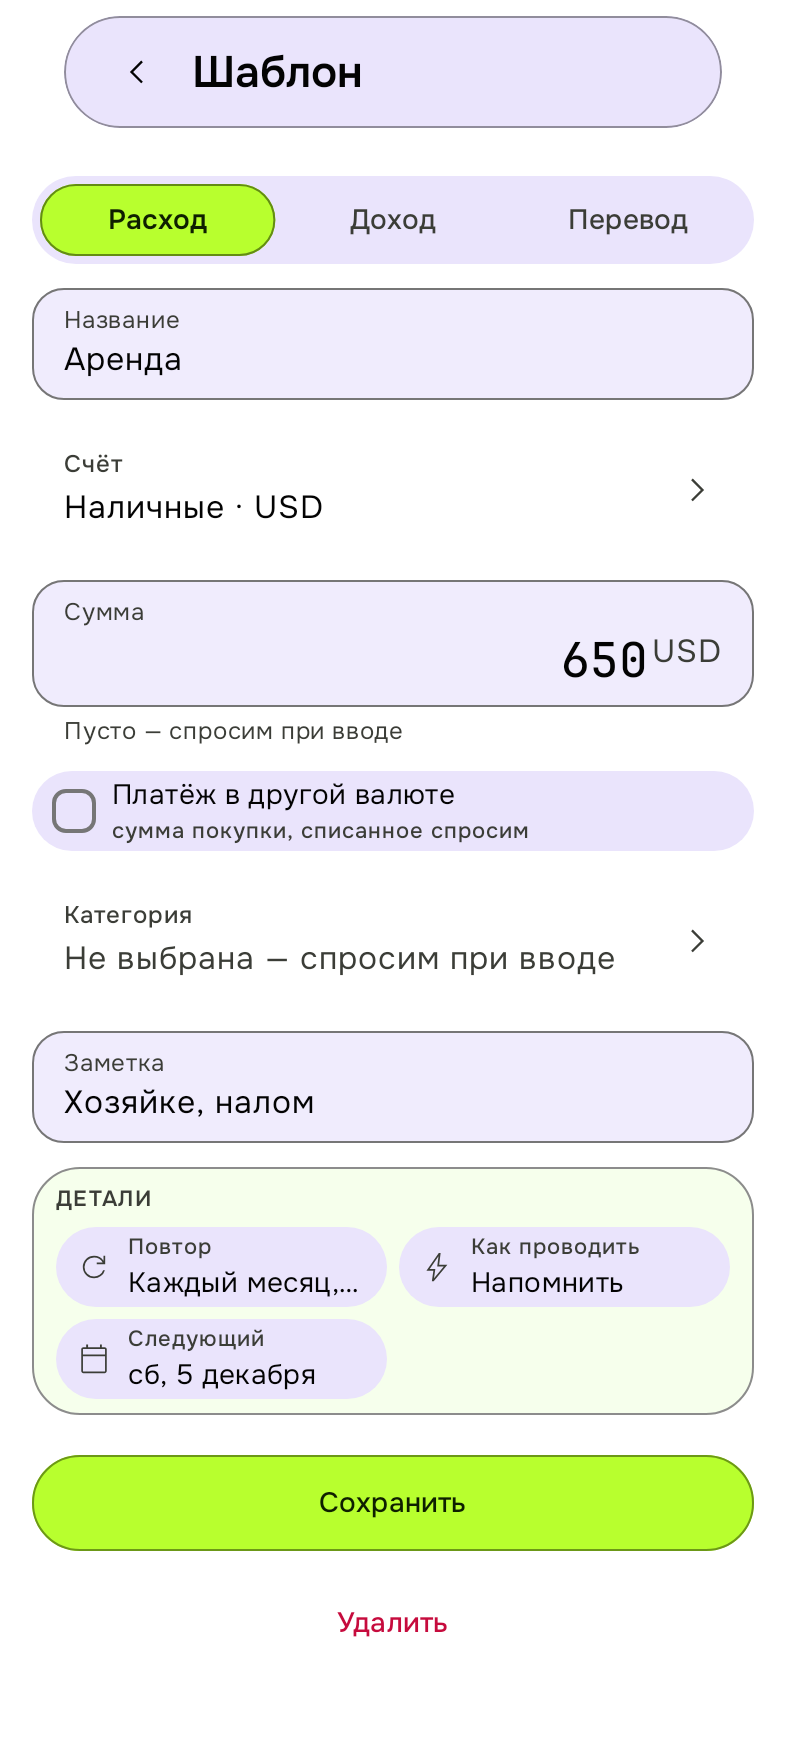 Шаблон
Расход
Доход
Перевод
Название
Аренда
Счёт
Наличные · USD
Сумма
650 USD
Пусто — спросим при вводе
Платёж в другой валюте
сумма покупки, списанное спросим
Категория
Не выбрана — спросим при вводе
Заметка
Хозяйке, налом
ДЕТАЛИ
Повтор
Каждый месяц,...
Как проводить
Напомнить
Следующий
сб, 5 декабря
Сохранить
Удалить